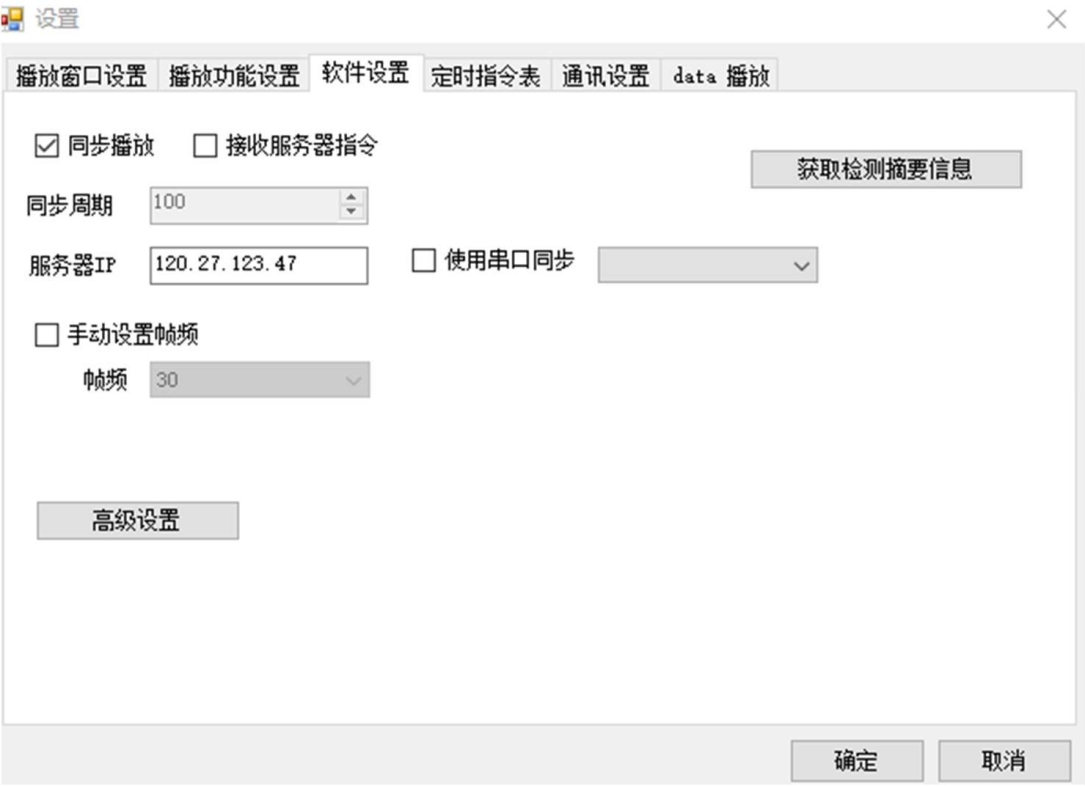 设置
播放窗口设置 播放功能设置 软件设置 定时指令表 通讯设置 data 播放
同步播放 接收服务器指令
获取检测摘要信息
同步周期 100
服务器IP 120.27.123.47 使用串口同步
手动设置帧频
帧频 30
高级设置
确定 取消